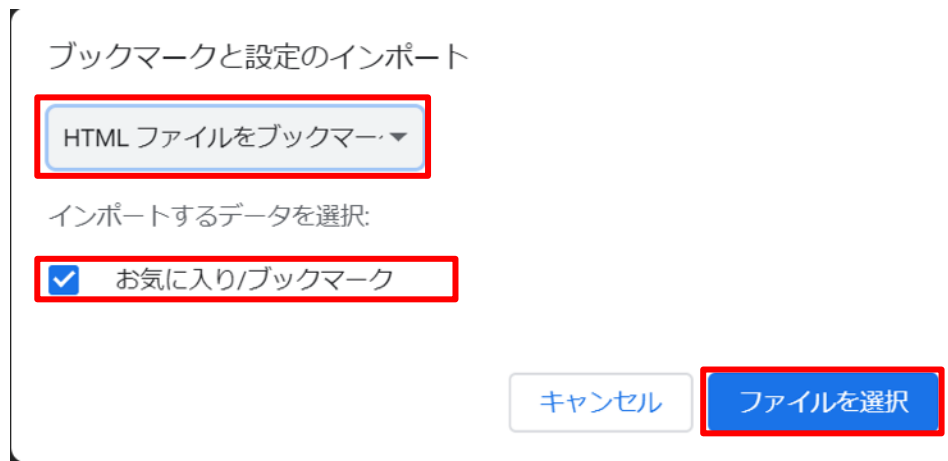 ブックマークと設定のインポート
HTML ファイルをブックマー
インポートするデータを選択:
お気に入り/ブックマーク
キャンセル
ファイルを選択